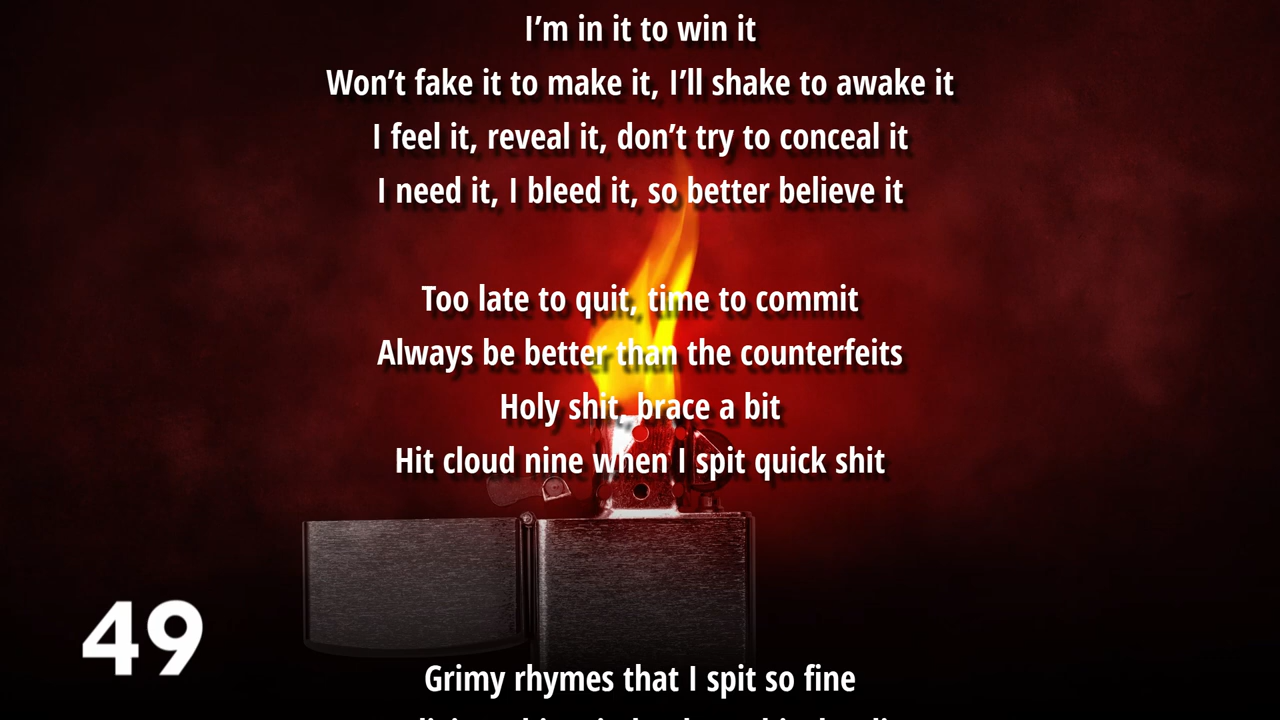 I’m in it to win it
Won’t fake it to make it, I’ll shake to awake it
I feel it, reveal it, don’t try to conceal it
I need it, I bleed it, so better believe it
Too late to quit, time to commit
Always be better than the counterfeits
Holy shit, brace a bit
Hit cloud nine when I spit quick shit
49
Grimy rhymes that I spit so fine